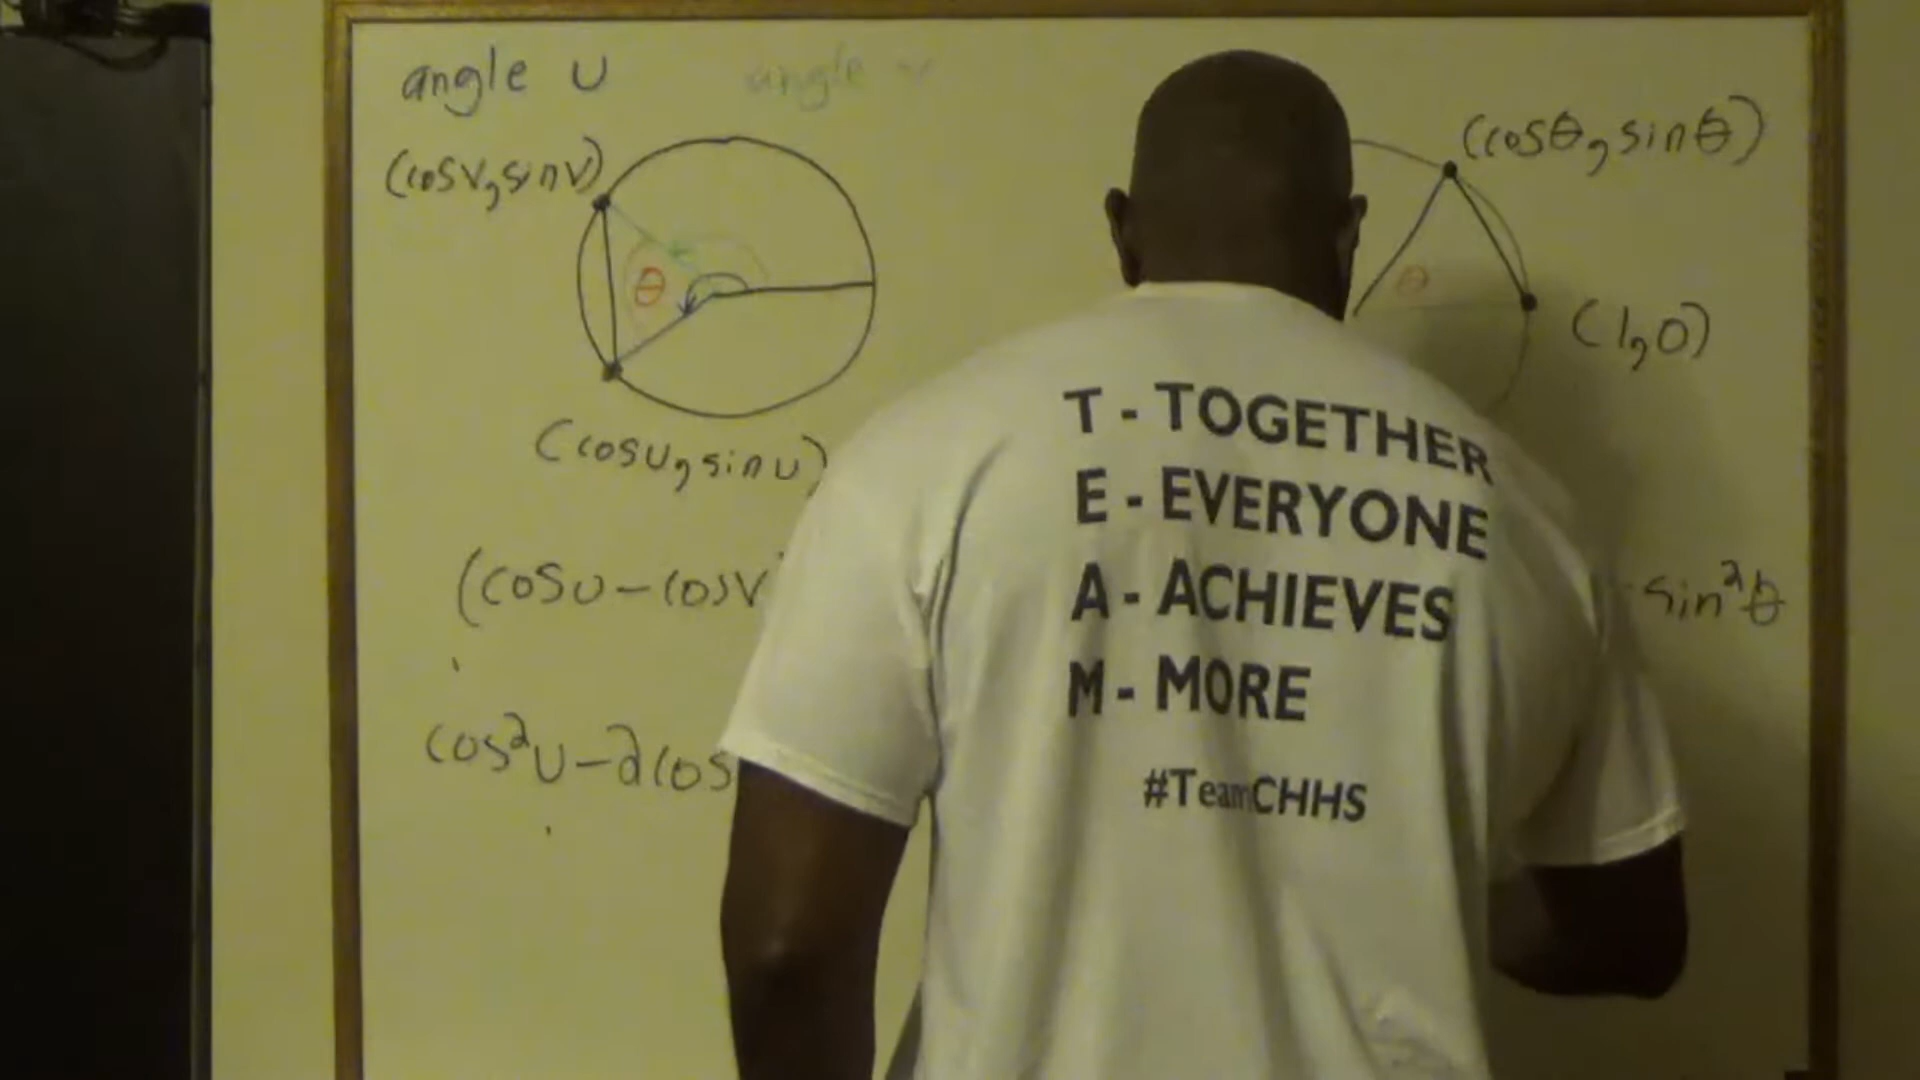 angle u
angle v
(cosv, sinv)
(cosθ, sinθ)
θ
θ
(1, 0)
(cosu, sinu)
(cosu - cosv
sin²θ
cos²u - 2cos
T - TOGETHER
E - EVERYONE
A - ACHIEVES
M - MORE
#TeamCHHS